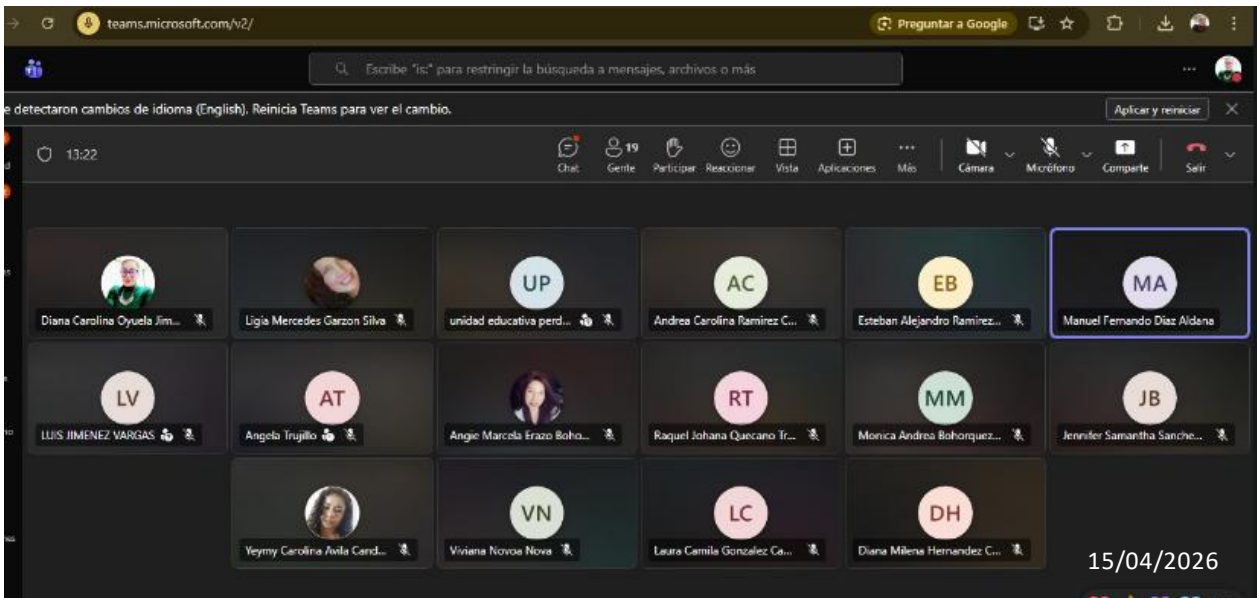 teams.microsoft.com/v2/ Preguntar a Google
Escribe "is:" para restringir la búsqueda a mensajes, archivos o más
e detectaron cambios de idioma (English). Reinicia Teams para ver el cambio. Aplicar y reiniciar
13:22 19
Chat Gente Participar Reaccionar Vista Aplicaciones Más Cámara Micrófono Comparte Salir
UP AC EB MA
Diana Carolina Oyuela Jim... Ligia Mercedes Garzon Silva unidad educativa perd... Andrea Carolina Ramirez C... Esteban Alejandro Ramirez... Manuel Fernando Diaz Aldana
LV AT RT MM JB
LUIS JIMENEZ VARGAS Angela Trujillo Angie Marcela Erazo Boho... Raquel Johana Quecano Tr... Monica Andrea Bohorquez... Jennifer Samantha Sanche...
VN LC DH
Yeymy Carolina Avila Cand... Viviana Novoa Nova Laura Camila Gonzalez Ca... Diana Milena Hernandez C...
15/04/2026